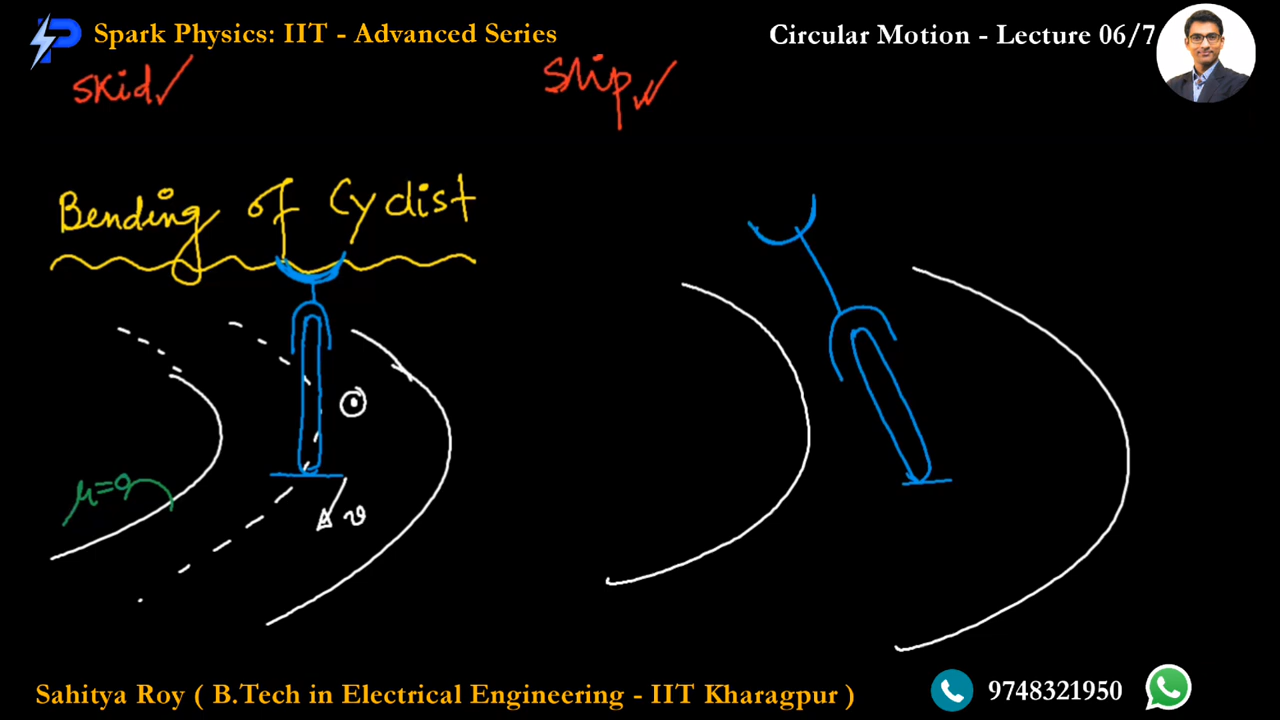 Spark Physics: IIT - Advanced Series
Circular Motion - Lecture 06/7
skid
slip
Bending of Cyclist
v
Sahitya Roy ( B.Tech in Electrical Engineering - IIT Kharagpur )
9748321950